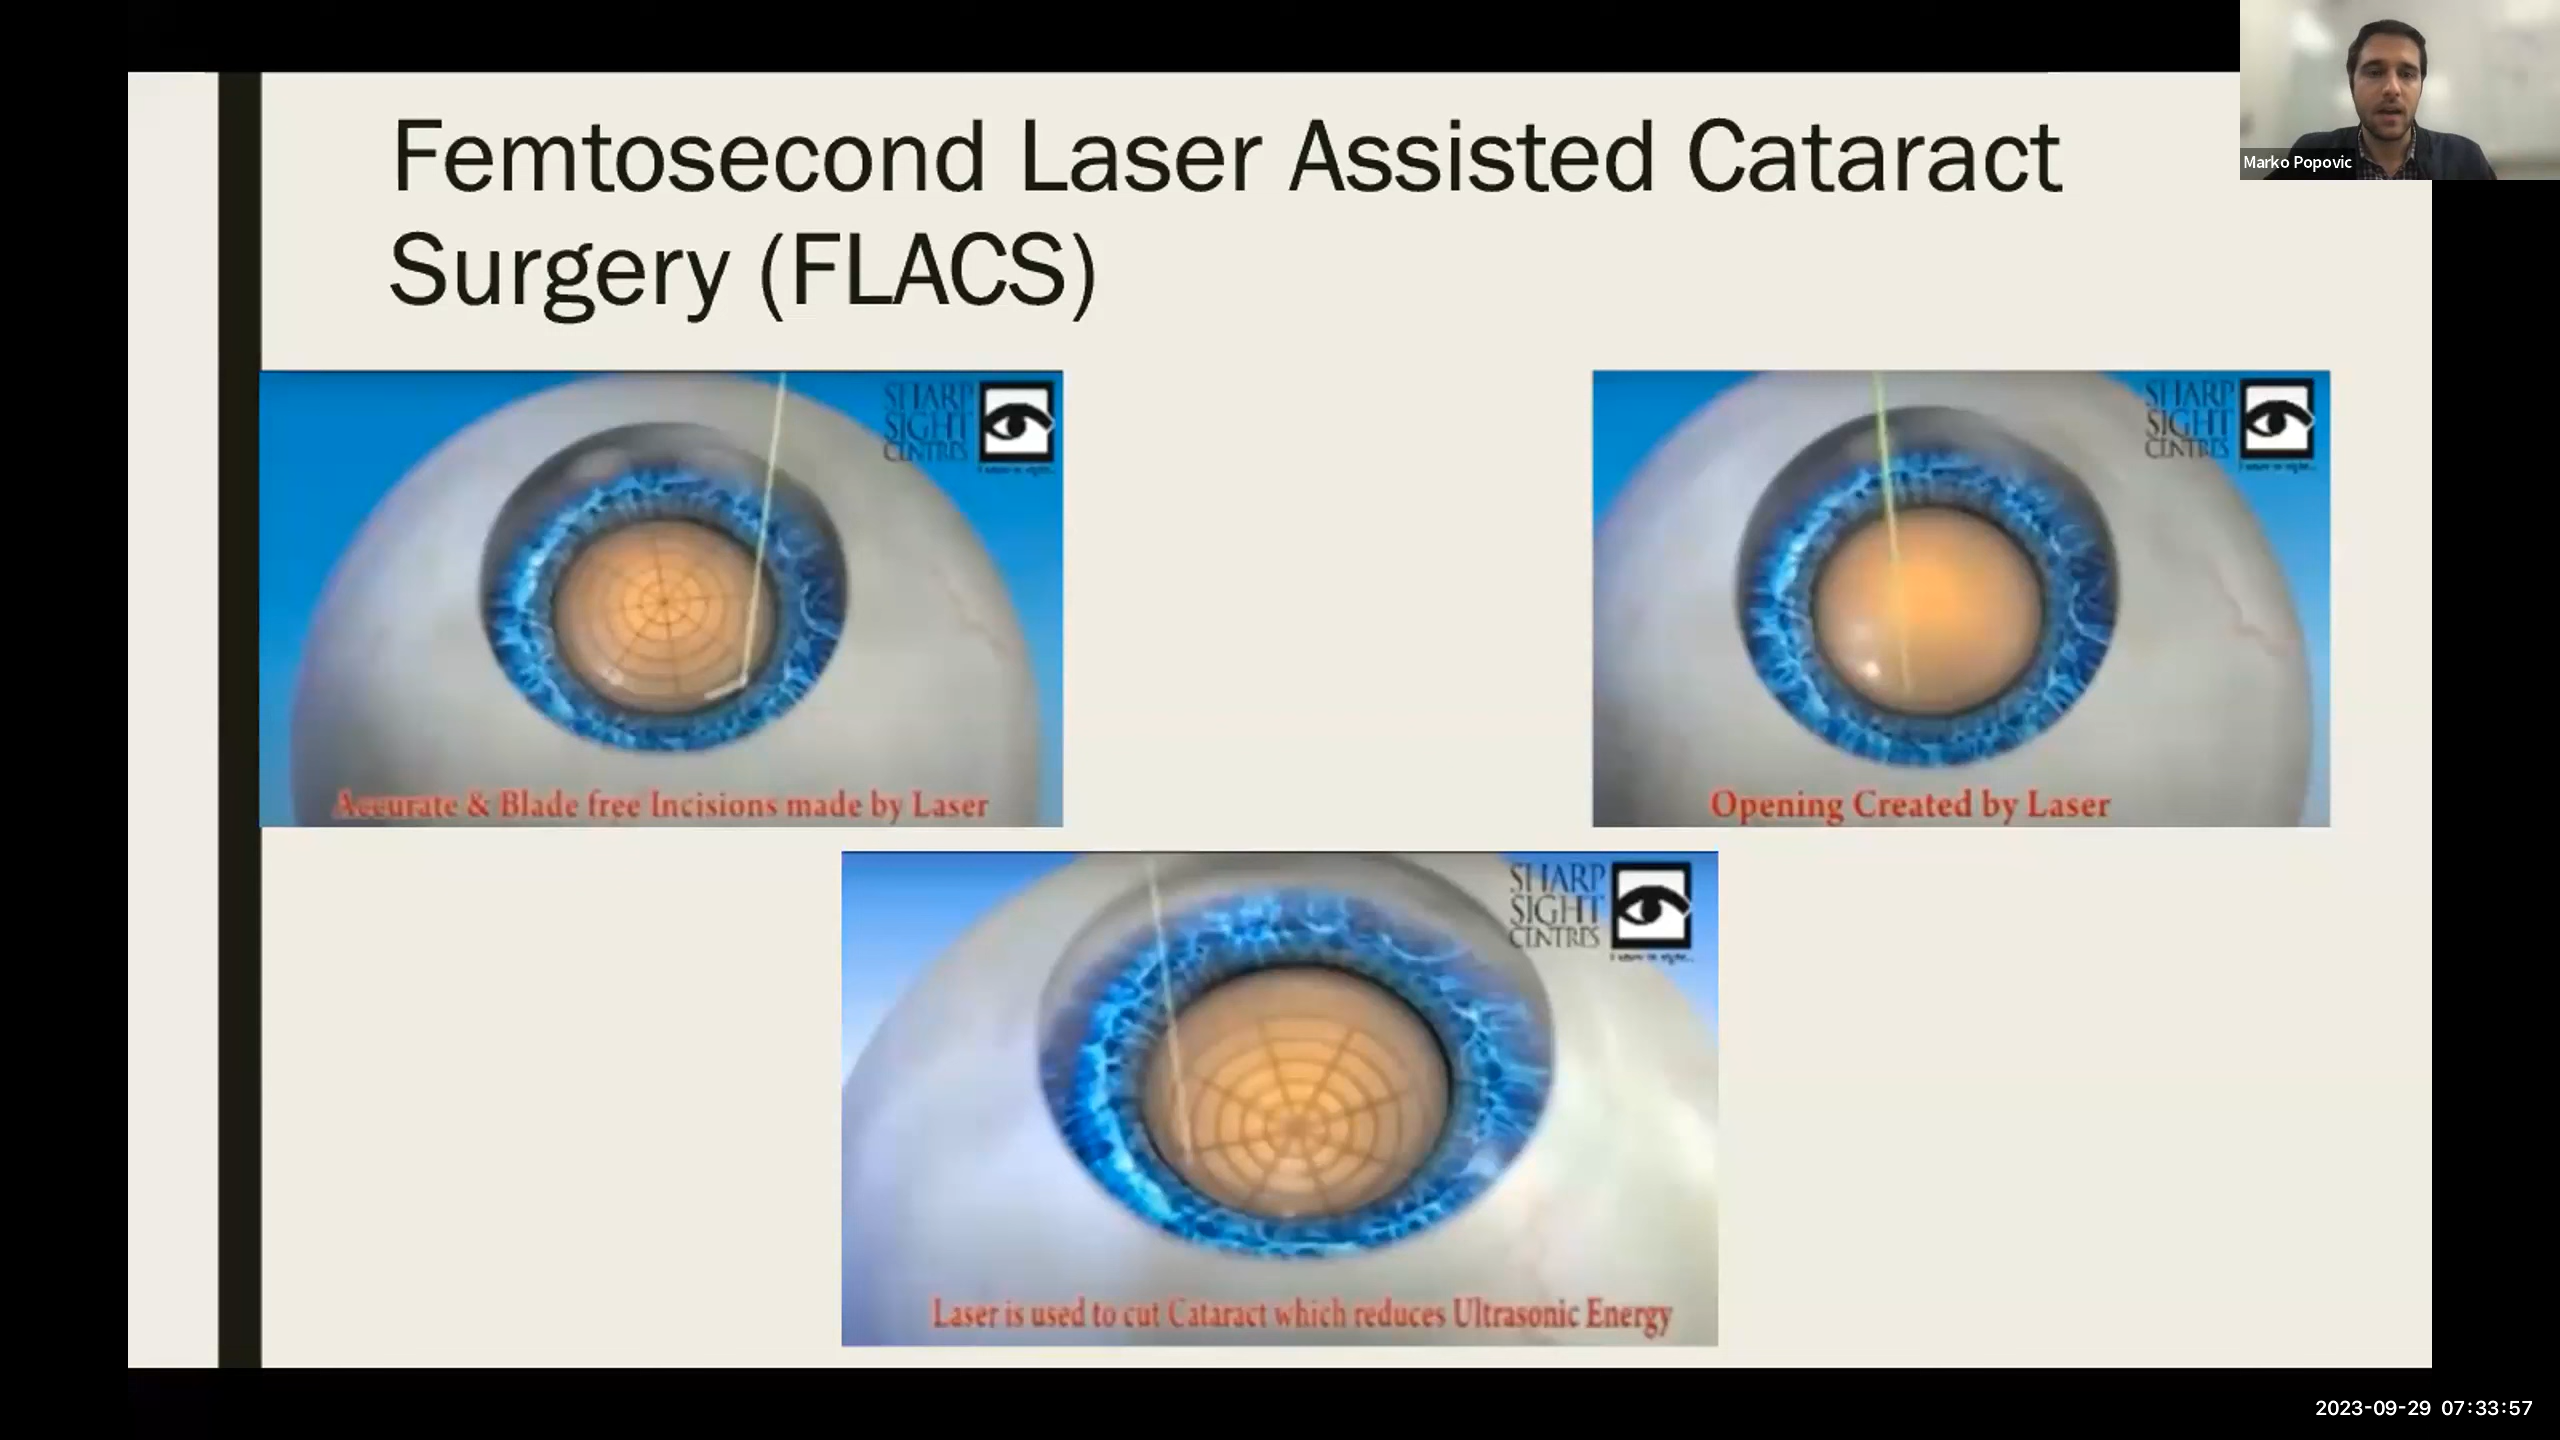 Femtosecond Laser Assisted Cataract
Surgery (FLACS)
Marko Popovic
SHARP
SIGHT
CENTRES
Accurate & Blade free Incisions made by Laser
SHARP
SIGHT
CENTRES
Opening Created by Laser
SHARP
SIGHT
CENTRES
Laser is used to cut Cataract which reduces Ultrasonic Energy
2023-09-29 07:33:57